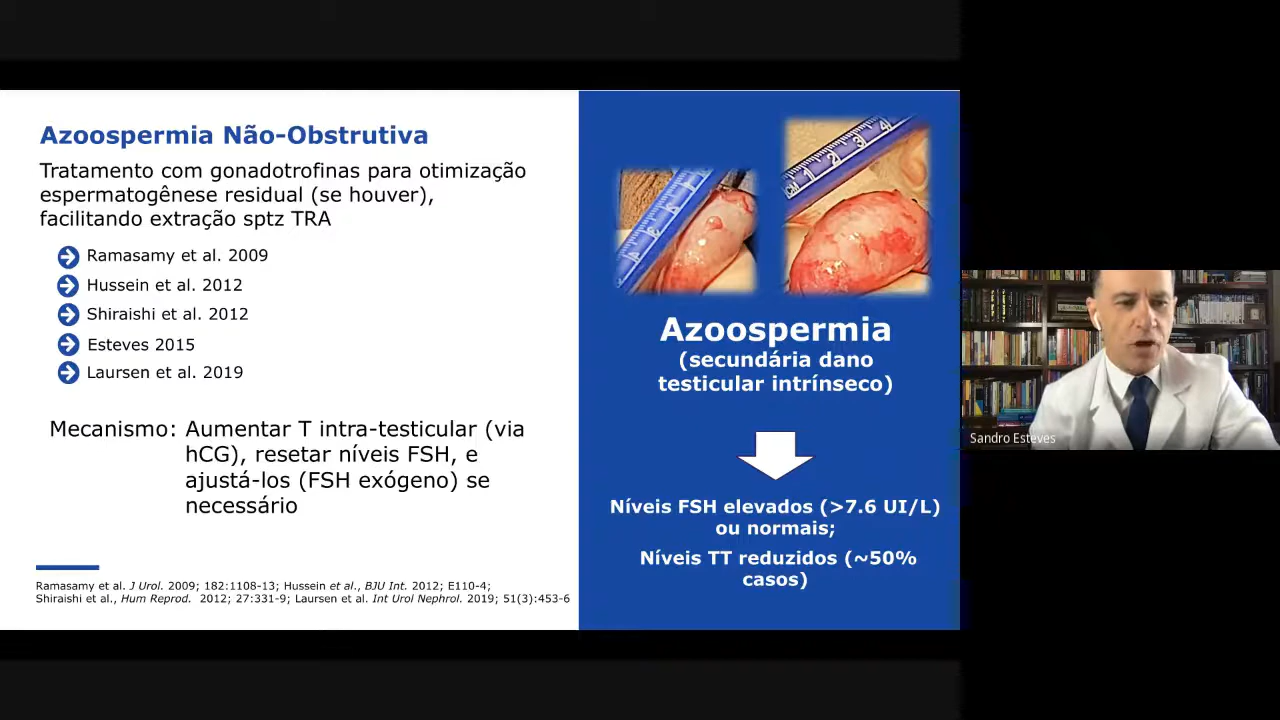 Azoospermia Não-Obstrutiva
Tratamento com gonadotrofinas para otimização
espermatogênese residual (se houver),
facilitando extração sptz TRA
Ramasamy et al. 2009
Hussein et al. 2012
Shiraishi et al. 2012
Esteves 2015
Laursen et al. 2019
Mecanismo: Aumentar T intra-testicular (via
hCG), resetar níveis FSH, e
ajustá-los (FSH exógeno) se
necessário
Ramasamy et al. J Urol. 2009; 182:1108-13; Hussein et al., BJU Int. 2012; E110-4;
Shiraishi et al., Hum Reprod. 2012; 27:331-9; Laursen et al. Int Urol Nephrol. 2019; 51(3):453-6
CM 1 2 3 4
Azoospermia
(secundária dano
testicular intrínseco)
Níveis FSH elevados (>7.6 UI/L)
ou normais;
Níveis TT reduzidos (~50%
casos)
Sandro Esteves